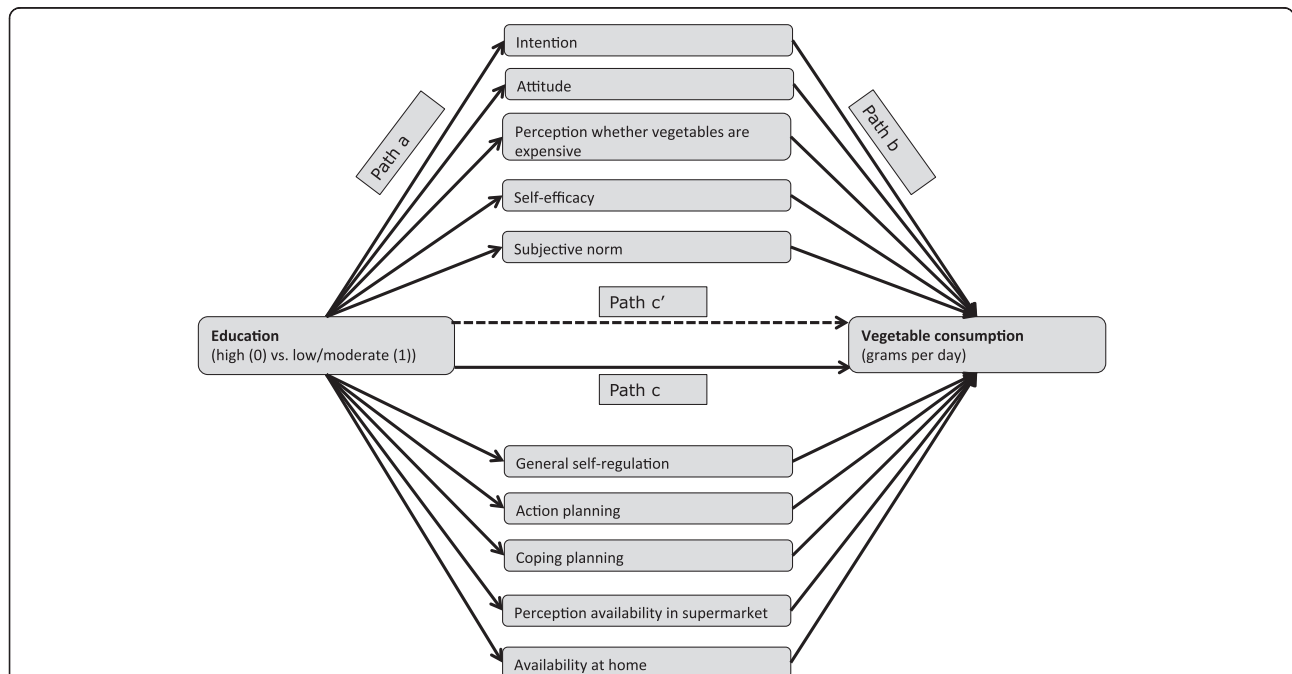 Intention
Attitude
Perception whether vegetables are
expensive
Self-efficacy
Subjective norm
Path a
Path b
Path c’
Education
(high (0) vs. low/moderate (1))
Vegetable consumption
(grams per day)
Path c
General self-regulation
Action planning
Coping planning
Perception availability in supermarket
Availability at home